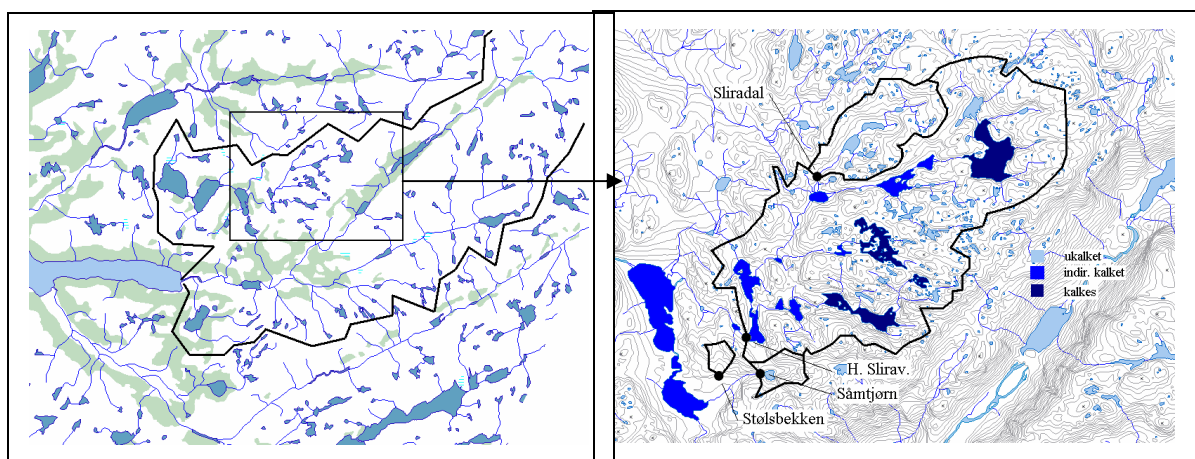 Sliradal
ukalket
indir. kalket
kalkes
H. Slirav.
Såmtjørn
Stølsbekken